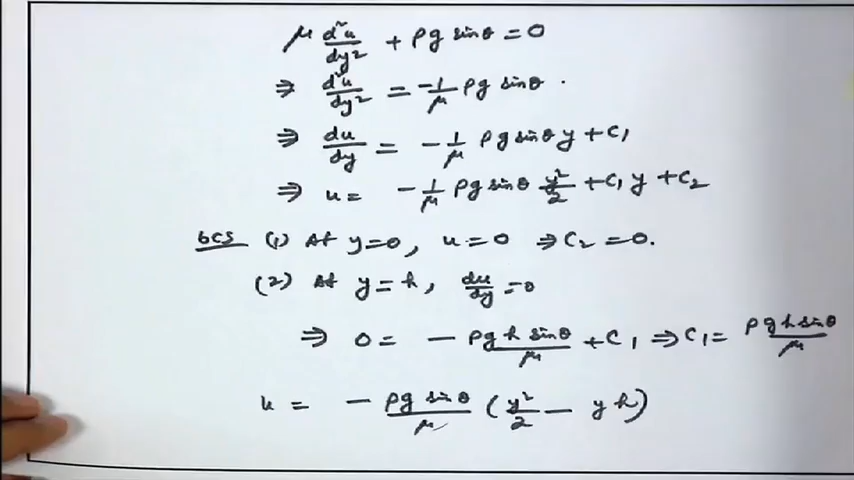 μ d²u/dy² + ρg sinθ = 0
⇒ d²u/dy² = -1/μ ρg sinθ .
⇒ du/dy = -1/μ ρg sinθ y + C₁
⇒ u = -1/μ ρg sinθ y²/2 + C₁ y + C₂
BCS (1) At y=0, u=0 ⇒ C₂ = 0.
(2) At y=h, du/dy = 0
⇒ 0 = - ρgh sinθ/μ + C₁ ⇒ C₁ = ρgh sinθ/μ
u = - ρg sinθ/μ (y²/2 - yh)